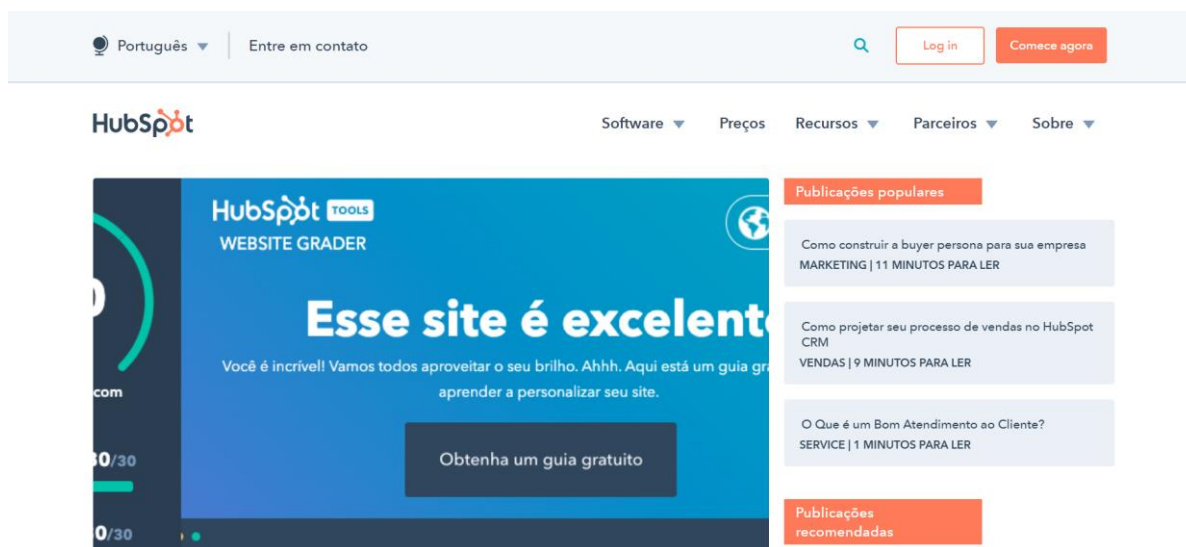 Português Entre em contato Log in Comece agora
HubSpot Software Preços Recursos Parceiros Sobre
HubSpot TOOLS
WEBSITE GRADER
Esse site é excelent
Você é incrível! Vamos todos aproveitar o seu brilho. Ahhh. Aqui está um guia gr
aprender a personalizar seu site.
Obtenha um guia gratuito
com
30/30
0/30
Publicações populares
Como construir a buyer persona para sua empresa
MARKETING | 11 MINUTOS PARA LER
Como projetar seu processo de vendas no HubSpot
CRM
VENDAS | 9 MINUTOS PARA LER
O Que é um Bom Atendimento ao Cliente?
SERVICE | 1 MINUTOS PARA LER
Publicações
recomendadas